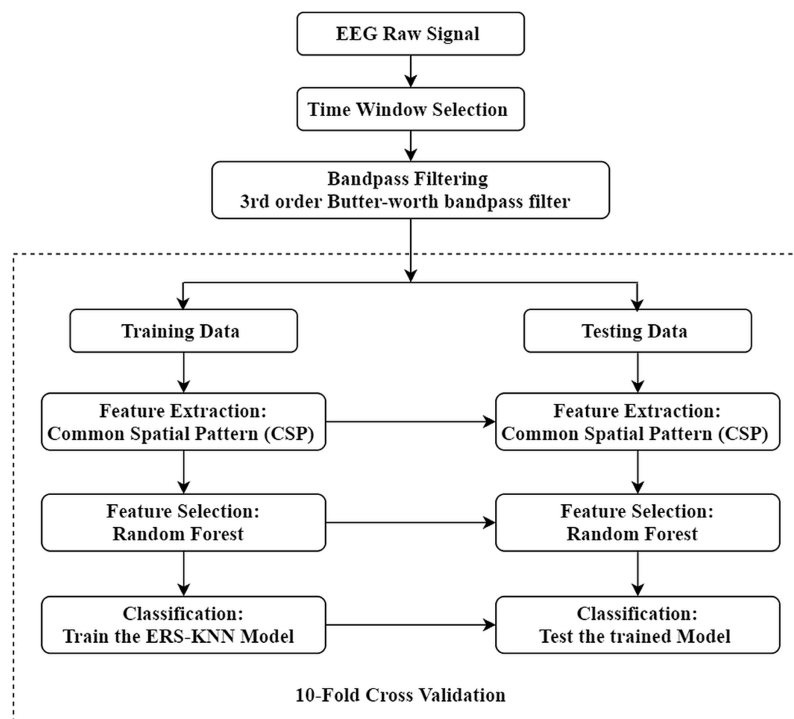 EEG Raw Signal
Time Window Selection
Bandpass Filtering
3rd order Butter-worth bandpass filter
Training Data
Testing Data
Feature Extraction:
Common Spatial Pattern (CSP)
Feature Extraction:
Common Spatial Pattern (CSP)
Feature Selection:
Random Forest
Feature Selection:
Random Forest
Classification:
Train the ERS-KNN Model
Classification:
Test the trained Model
10-Fold Cross Validation